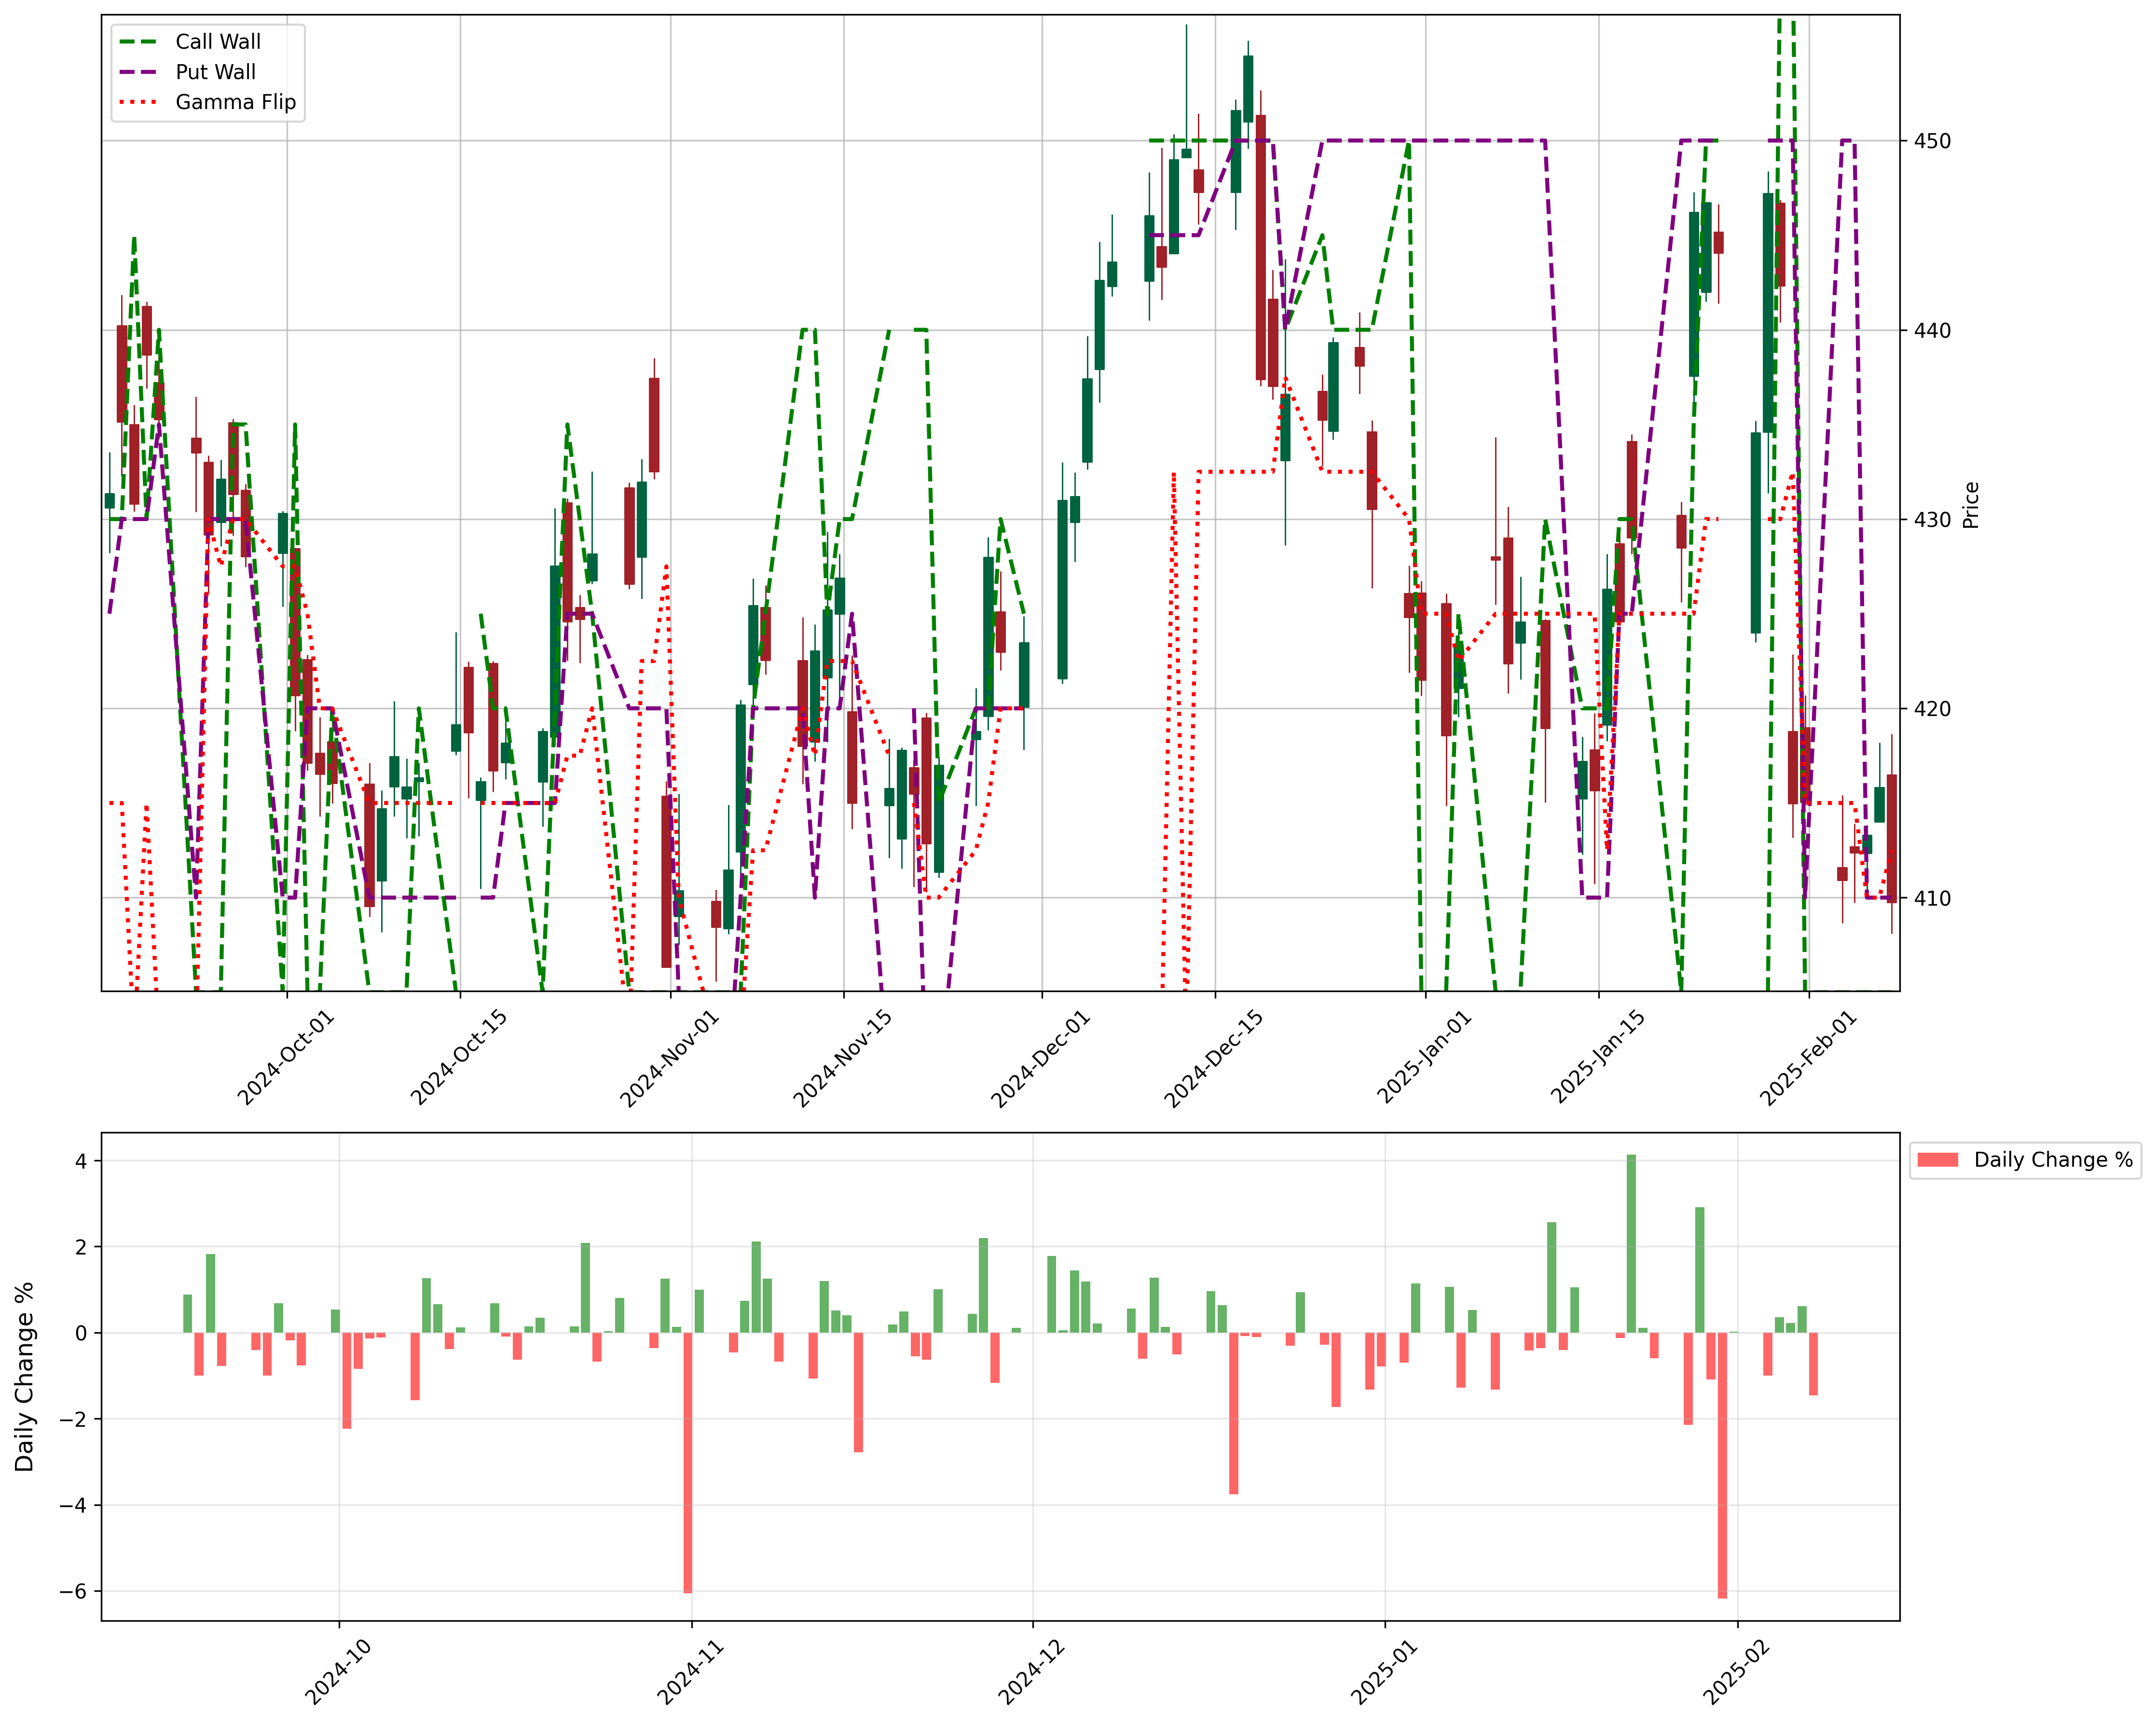 Call Wall
Put Wall
Gamma Flip
450
440
430
420
410
Price
2024-Oct-01
2024-Oct-15
2024-Nov-01
2024-Nov-15
2024-Dec-01
2024-Dec-15
2025-Jan-01
2025-Jan-15
2025-Feb-01
Daily Change %
4
2
0
−2
−4
−6
Daily Change %
2024-10
2024-11
2024-12
2025-01
2025-02